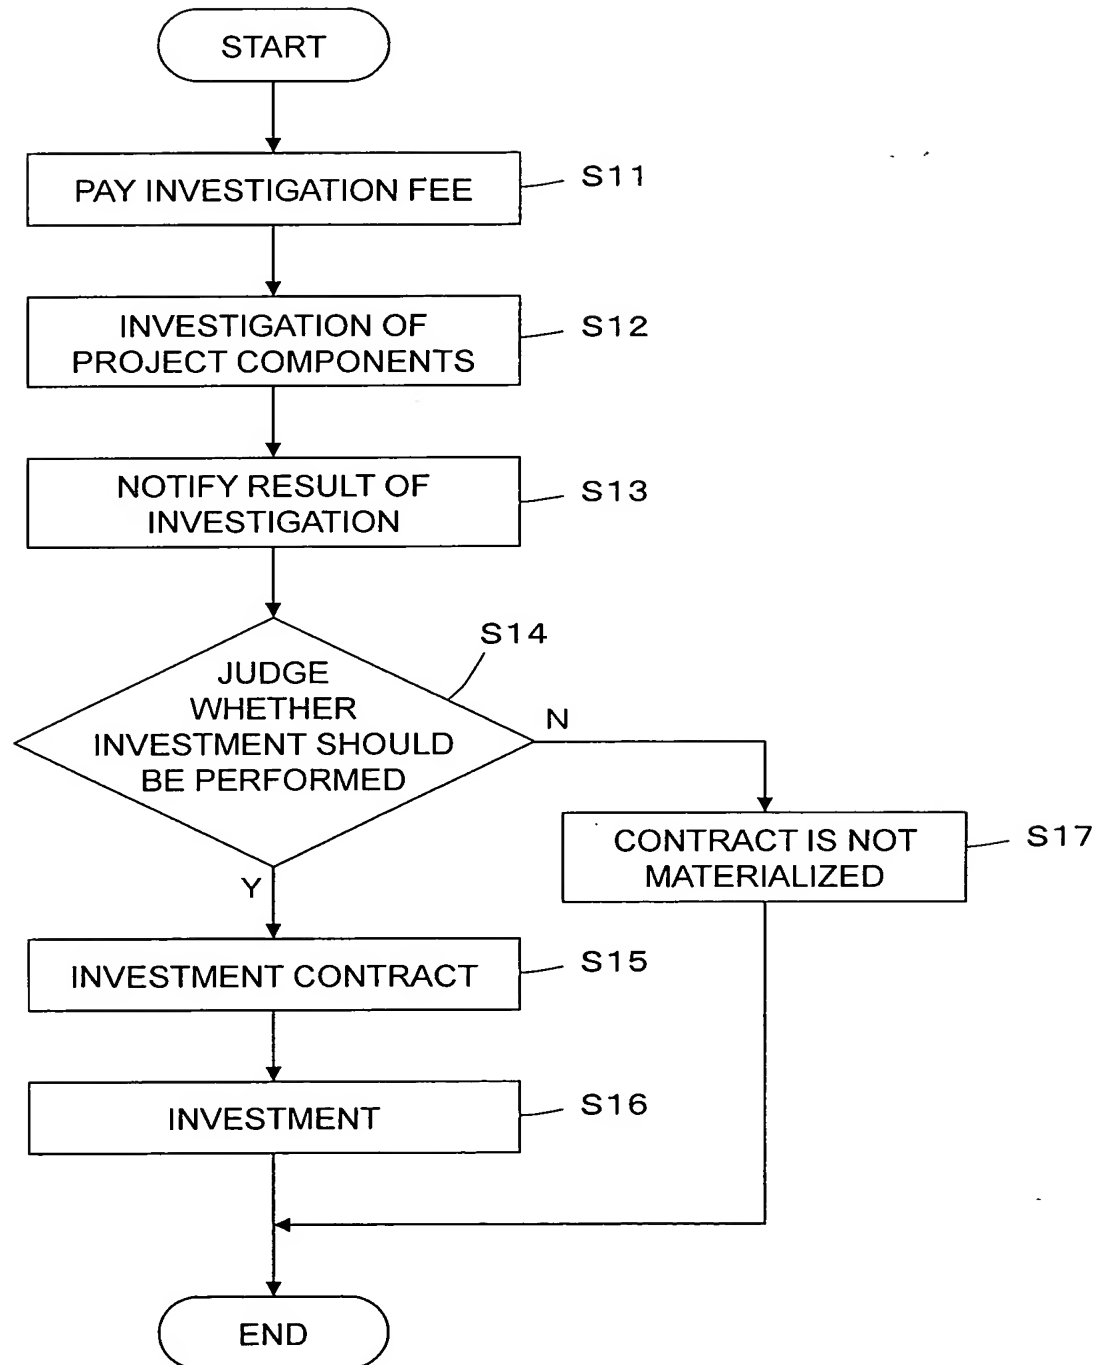 START
PAY INVESTIGATION FEE
S11
INVESTIGATION OF
PROJECT COMPONENTS
S12
NOTIFY RESULT OF
INVESTIGATION
S13
S14
JUDGE
WHETHER
INVESTMENT SHOULD
BE PERFORMED
N
Y
CONTRACT IS NOT
MATERIALIZED
S17
INVESTMENT CONTRACT
S15
INVESTMENT
S16
END